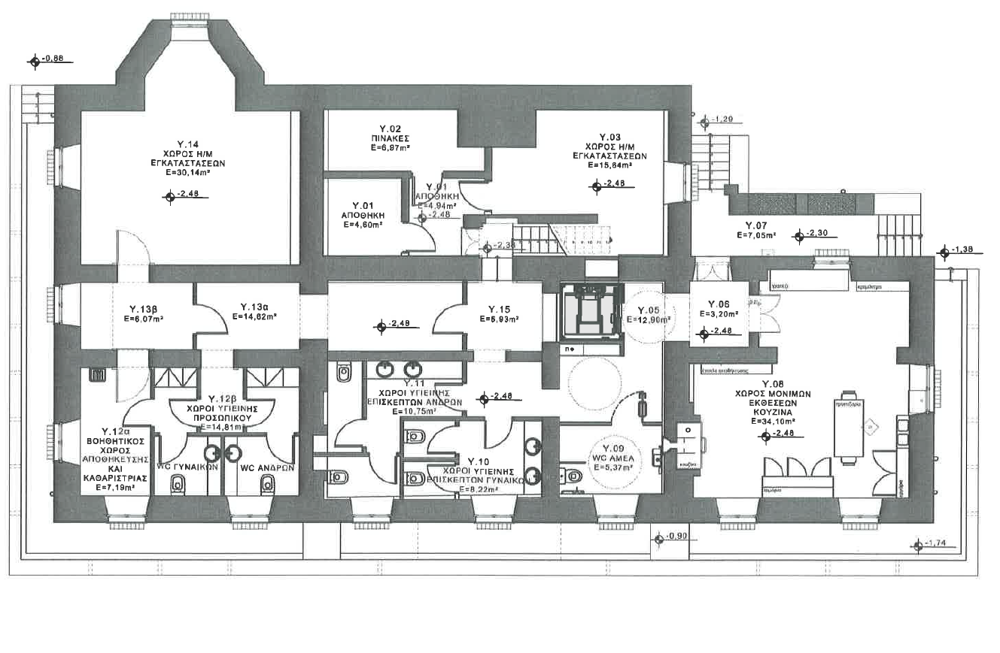 -0,88
Υ.14
ΧΩΡΟΣ Η/Μ
ΕΓΚΑΤΑΣΤΑΣΕΩΝ
Ε=30,14m²
-2,48
Υ.02
ΠΙΝΑΚΕΣ
Ε=6,97m²
Υ.03
ΧΩΡΟΣ Η/Μ
ΕΓΚΑΤΑΣΤΑΣΕΩΝ
Ε=15,64m²
-2,48
-1,29
Υ.01
ΑΠΟΘΗΚΗ
Ε=4,60m²
Υ.01
ΑΠΟΘΗΚΗ
Ε=4,94m²
-2,48
Υ.07
Ε=7,05m²
-2,30
-1,38
Υ.13β
Ε=6,07m²
Υ.13α
Ε=14,62m²
-2,48
Υ.15
Ε=5,93m²
Υ.05
Ε=12,90m²
Υ.06
Ε=3,20m²
-2,48
ΠΦ
Υ.11
ΧΩΡΟΙ ΥΓΙΕΙΝΗΣ
ΕΠΙΣΚΕΠΤΩΝ ΑΝΔΡΩΝ
Ε=10,75m²
-2,48
Υ.12β
ΧΩΡΟΙ ΥΓΙΕΙΝΗΣ
ΠΡΟΣΩΠΙΚΟΥ
Ε=14,81m²
Υ.08
ΧΩΡΟΣ ΜΟΝΙΜΩΝ
ΕΚΘΕΣΕΩΝ
ΚΟΥΖΙΝΑ
Ε=34,10m²
-2,48
τραπεζαρια
Υ.12α
ΒΟΗΘΗΤΙΚΟΣ
ΧΩΡΟΣ
ΑΠΟΘΗΚΕΥΣΗΣ
ΚΑΙ
ΚΑΘΑΡΙΣΤΡΙΑΣ
Ε=7,19m²
WC ΓΥΝΑΙΚΩΝ
WC ΑΝΔΡΩΝ
Υ.10
ΧΩΡΟΙ ΥΓΙΕΙΝΗΣ
ΕΠΙΣΚΕΠΤΩΝ ΓΥΝΑΙΚΩΝ
Ε=8,22m²
Υ.09
WC ΑΜΕΑ
Ε=5,37m²
κουζίνα
-0,90
-1,74